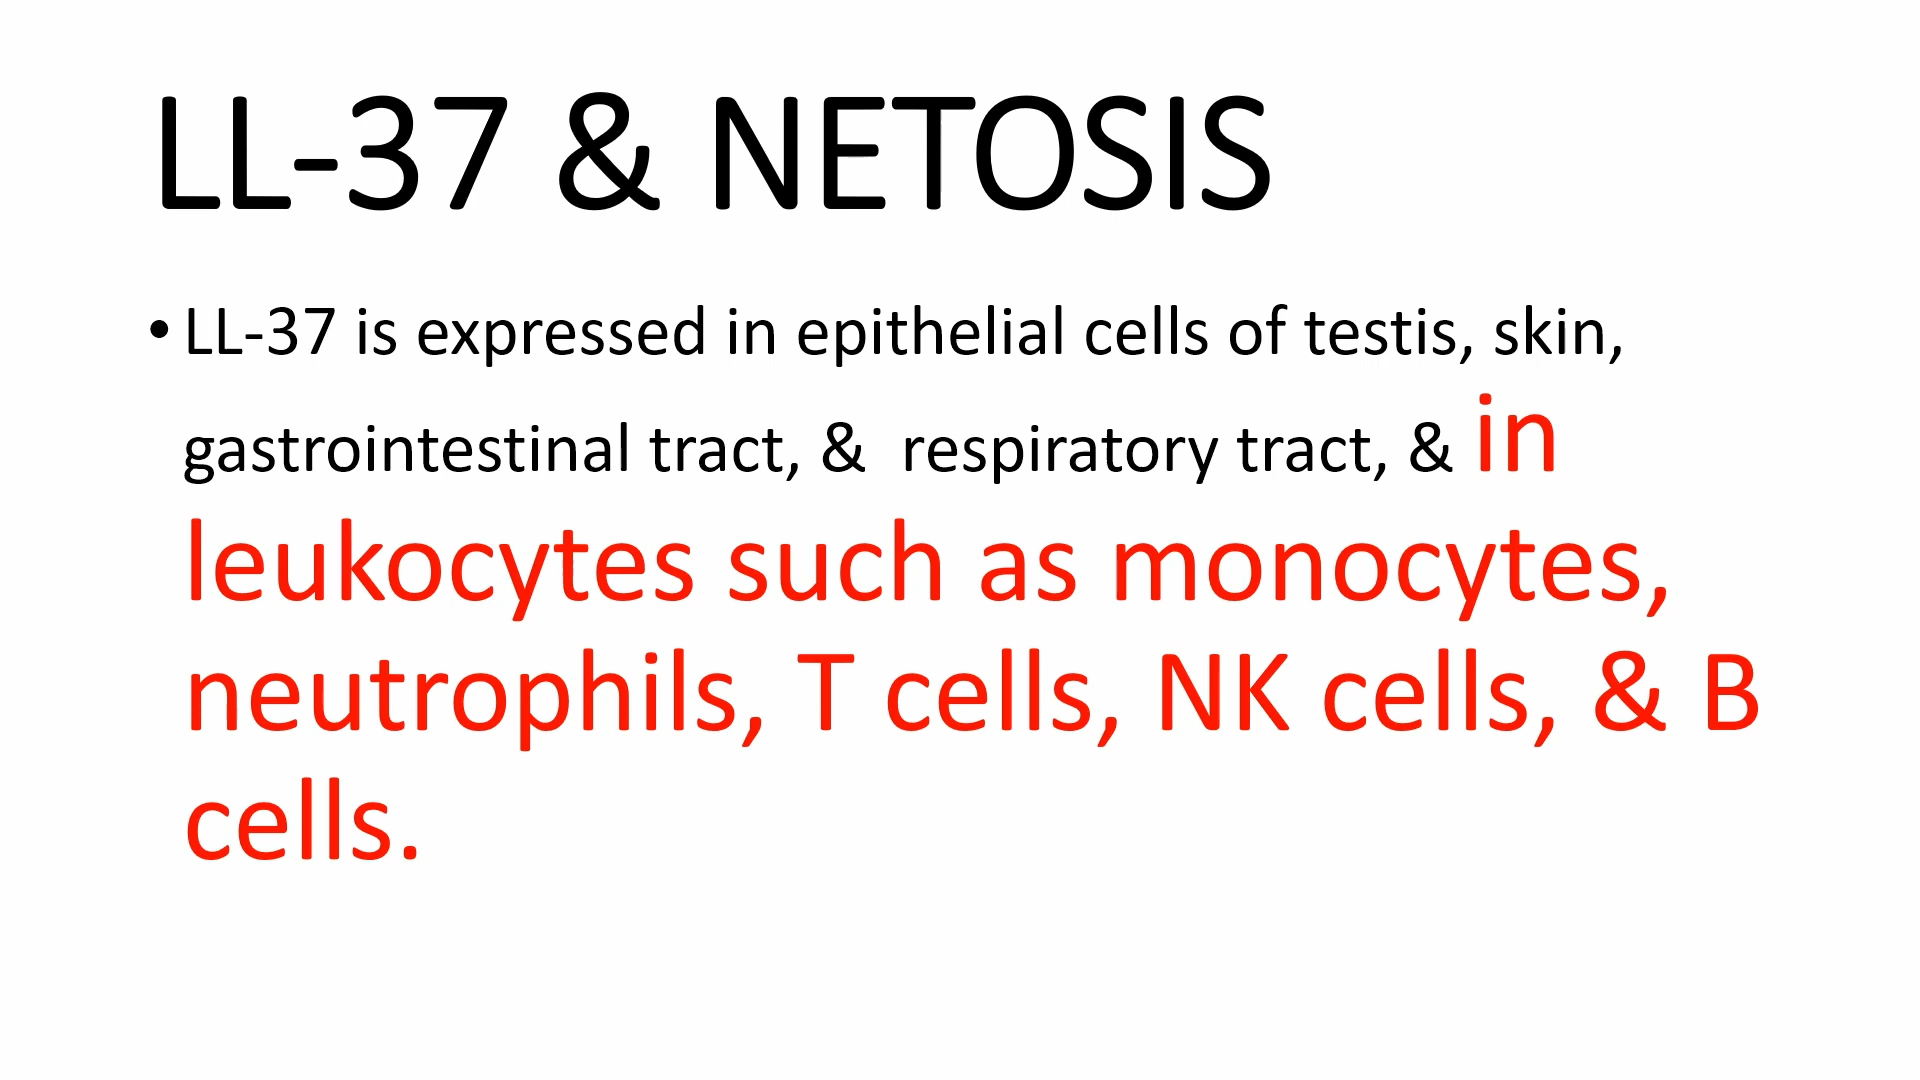 LL-37 & NETOSIS
• LL-37 is expressed in epithelial cells of testis, skin,
gastrointestinal tract, & respiratory tract, & in
leukocytes such as monocytes,
neutrophils, T cells, NK cells, & B
cells.